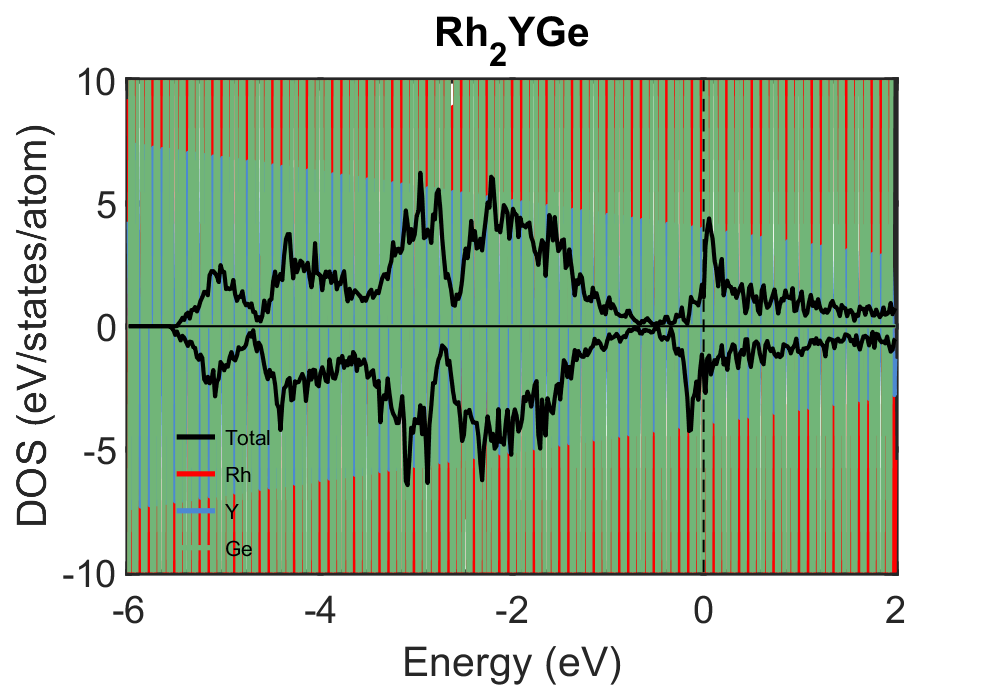 Rh2YGe
DOS (eV/states/atom)
10
5
0
-5
-10
Total
Rh
Y
Ge
-6 -4 -2 0 2
Energy (eV)